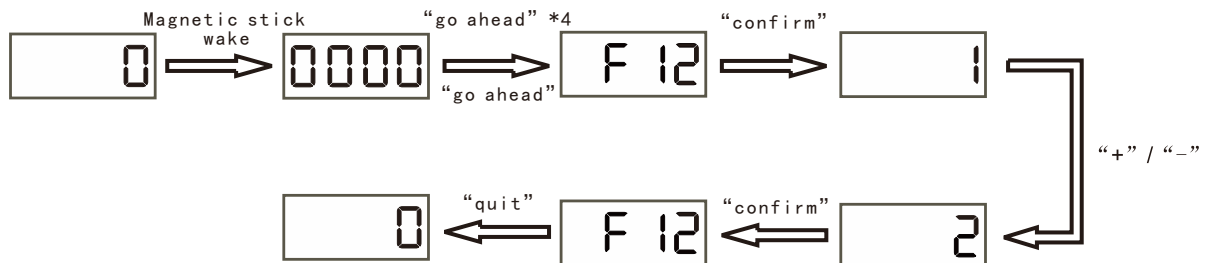 Magnetic stick
wake
“go ahead” *4
“go ahead”
“confirm”
0
0000
F 12
1
“+” / “−”
“quit”
“confirm”
0
F 12
2